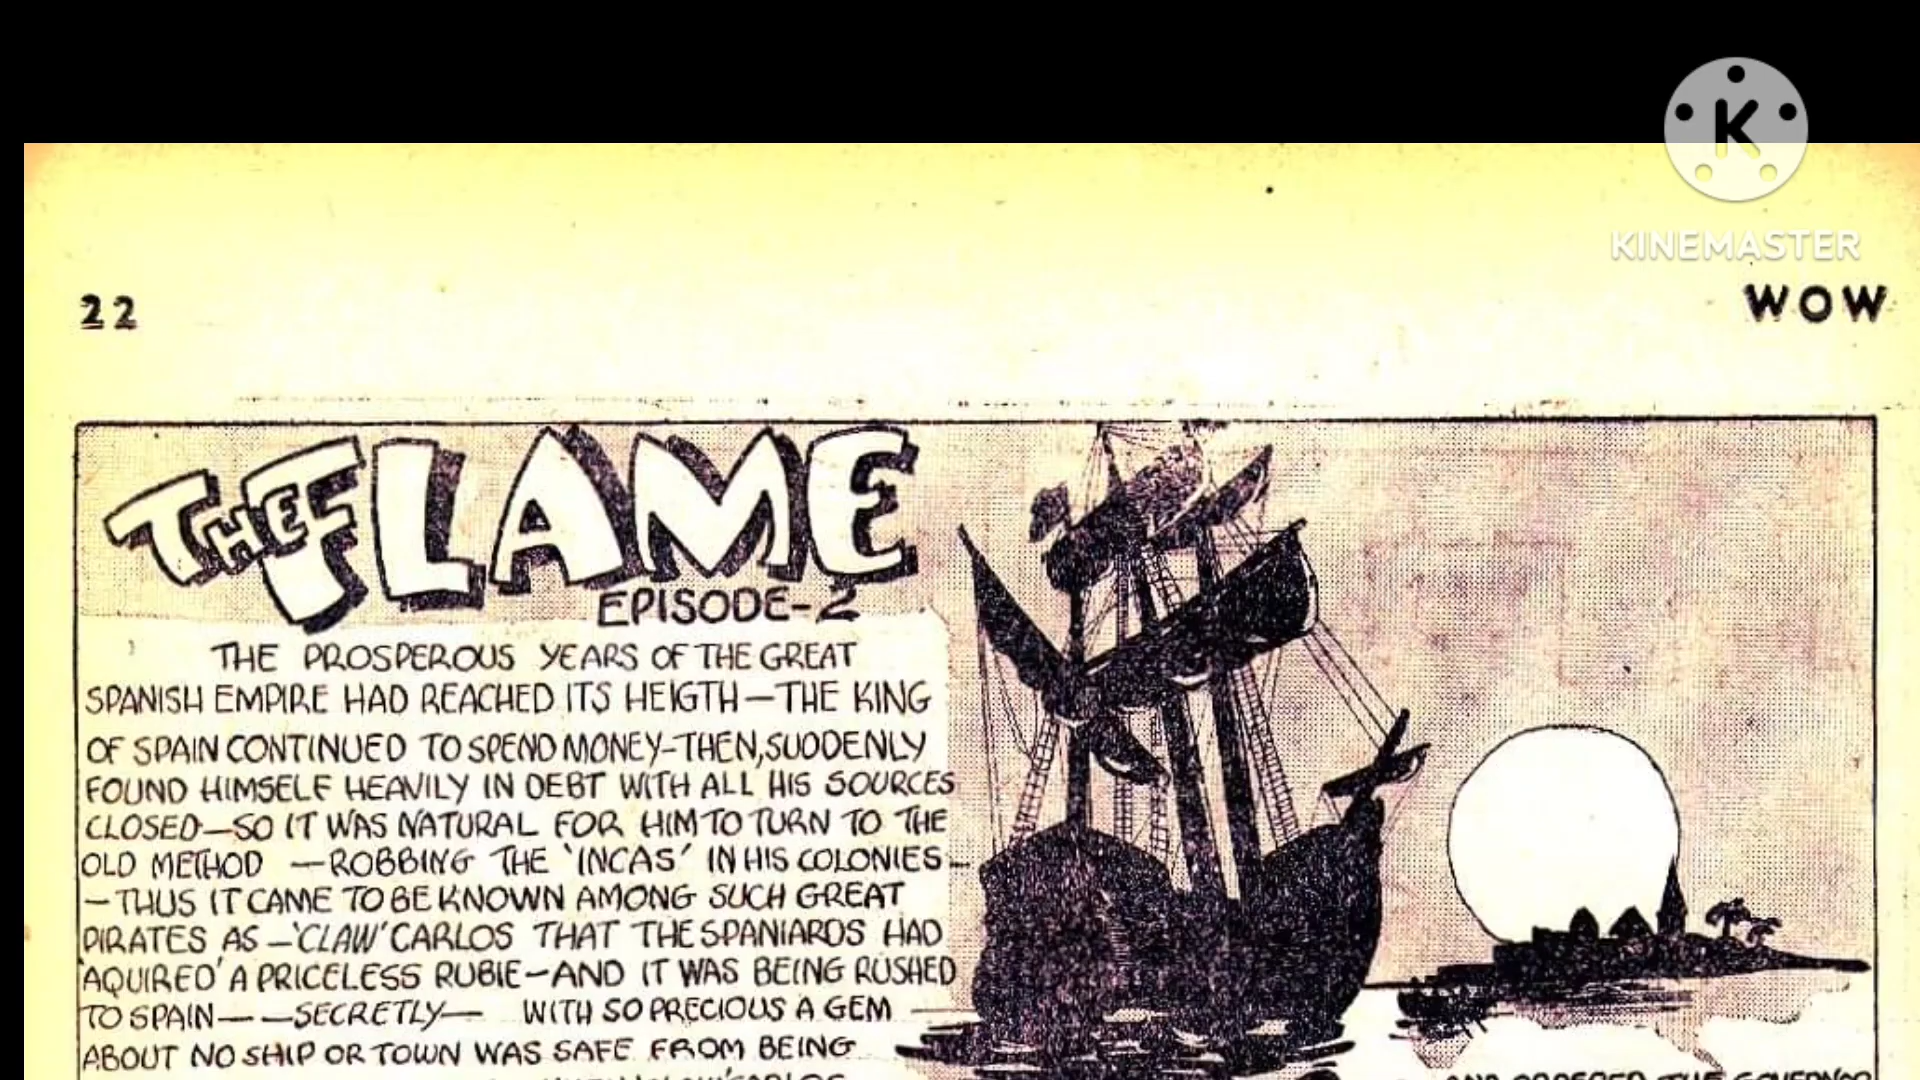 K
KINEMASTER
22
WOW
THE FLAME
EPISODE-2
THE PROSPEROUS YEARS OF THE GREAT
SPANISH EMPIRE HAD REACHED ITS HEIGTH—THE KING
OF SPAIN CONTINUED TO SPEND MONEY-THEN, SUDDENLY
FOUND HIMSELF HEAVILY IN DEBT WITH ALL HIS SOURCES
CLOSED—SO IT WAS NATURAL FOR HIM TO TURN TO THE
OLD METHOD —ROBBING THE 'INCAS' IN HIS COLONIES—
—THUS IT CAME TO BE KNOWN AMONG SUCH GREAT
PIRATES AS—'CLAW' CARLOS THAT THE SPANIARDS HAD
'AQUIRED' A PRICELESS RUBIE—AND IT WAS BEING RUSHED
TO SPAIN— —SECRETLY— WITH SO PRECIOUS A GEM
ABOUT NO SHIP OR TOWN WAS SAFE FROM BEING
AND ORDERED THE GOVERNOR